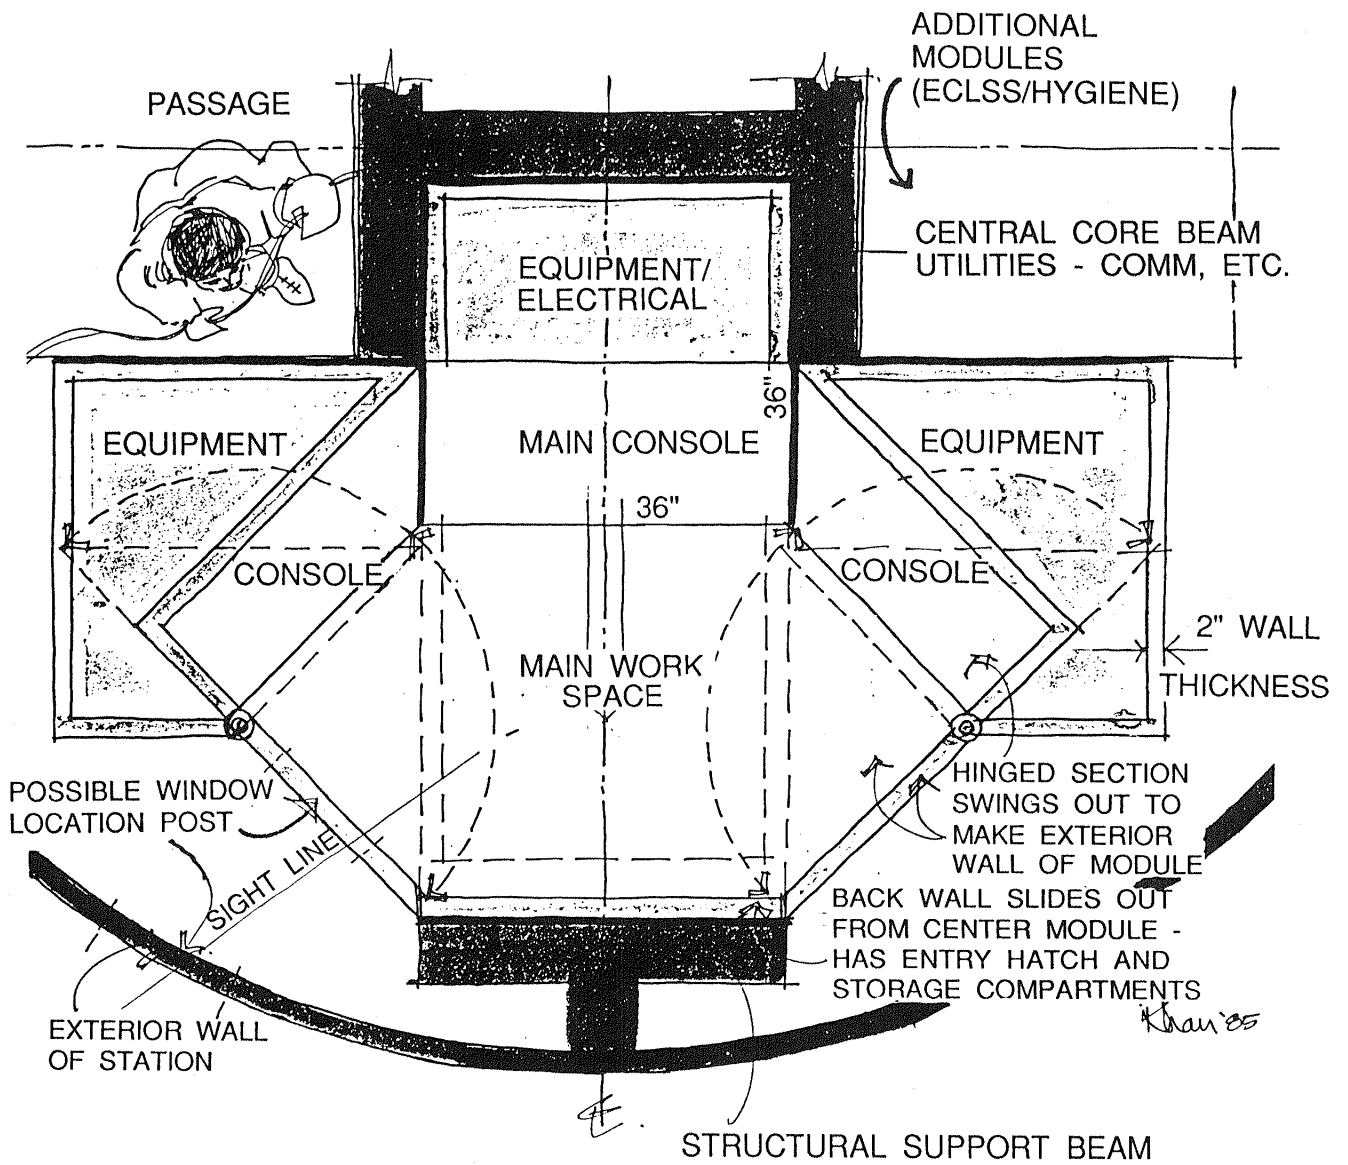 ADDITIONAL
MODULES
(ECLSS/HYGIENE)
PASSAGE
CENTRAL CORE BEAM
UTILITIES - COMM, ETC.
EQUIPMENT/
ELECTRICAL
36"
EQUIPMENT
MAIN CONSOLE
EQUIPMENT
36"
CONSOLE
CONSOLE
2" WALL
THICKNESS
MAIN WORK
SPACE
POSSIBLE WINDOW
LOCATION POST
SIGHT LINE
HINGED SECTION
SWINGS OUT TO
MAKE EXTERIOR
WALL OF MODULE
BACK WALL SLIDES OUT
FROM CENTER MODULE -
HAS ENTRY HATCH AND
STORAGE COMPARTMENTS
EXTERIOR WALL
OF STATION
'85
STRUCTURAL SUPPORT BEAM